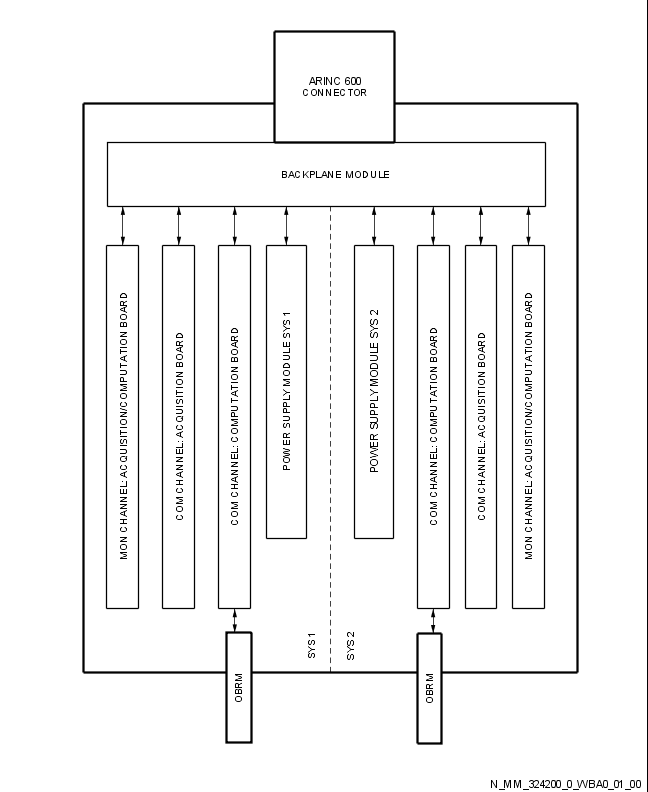 ARINC 600
CONNECTOR
BACKPLANE MODULE
MON CHANNEL: ACQUISITION/COMPUTATION BOARD
COM CHANNEL: ACQUISITION BOARD
COM CHANNEL: COMPUTATION BOARD
POWER SUPPLY MODULE SYS 1
POWER SUPPLY MODULE SYS 2
COM CHANNEL: COMPUTATION BOARD
COM CHANNEL: ACQUISITION BOARD
MON CHANNEL: ACQUISITION/COMPUTATION BOARD
SYS 1
SYS 2
OBRM
OBRM
N_MM_324200_0_WBA0_01_00